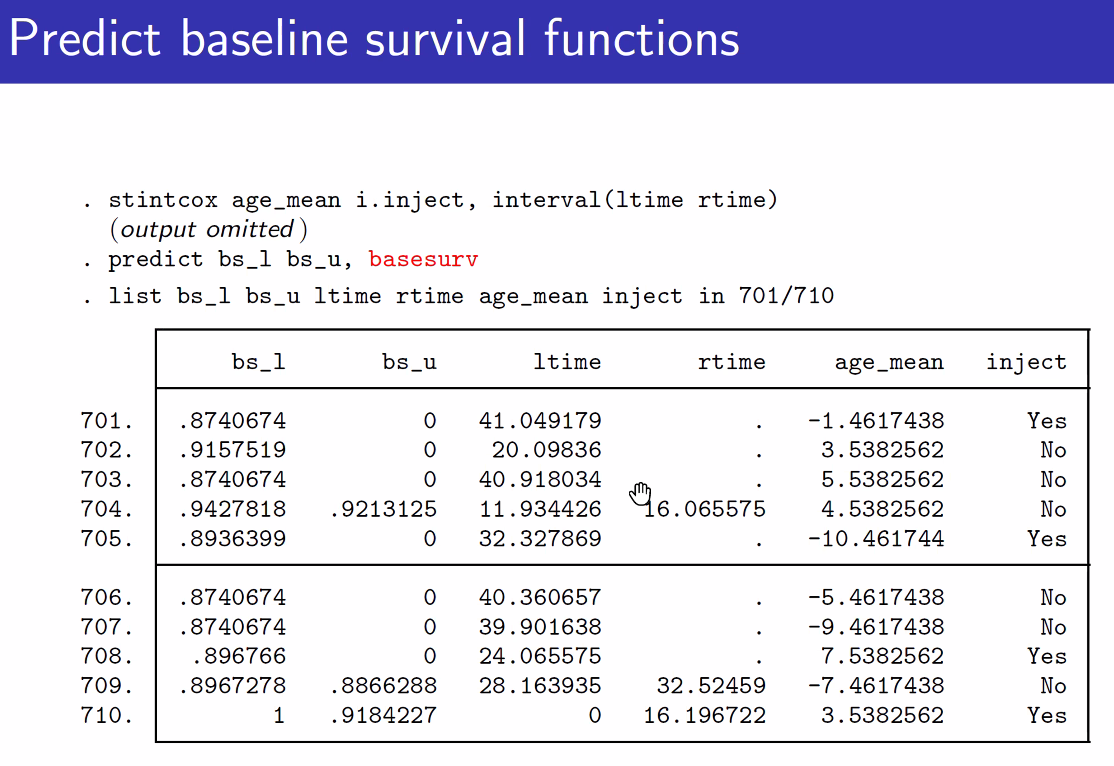 Predict baseline survival functions
. stintcox age_mean i.inject, interval(ltime rtime)
(output omitted)
. predict bs_l bs_u, basesurv
. list bs_l bs_u ltime rtime age_mean inject in 701/710
bs_l bs_u ltime rtime age_mean inject
701. .8740674 0 41.049179 . -1.4617438 Yes
702. .9157519 0 20.09836 . 3.5382562 No
703. .8740674 0 40.918034 . 5.5382562 No
704. .9427818 .9213125 11.934426 16.065575 4.5382562 No
705. .8936399 0 32.327869 . -10.461744 Yes
706. .8740674 0 40.360657 . -5.4617438 No
707. .8740674 0 39.901638 . -9.4617438 No
708. .896766 0 24.065575 . 7.5382562 Yes
709. .8967278 .8866288 28.163935 32.52459 -7.4617438 No
710. 1 .9184227 0 16.196722 3.5382562 Yes